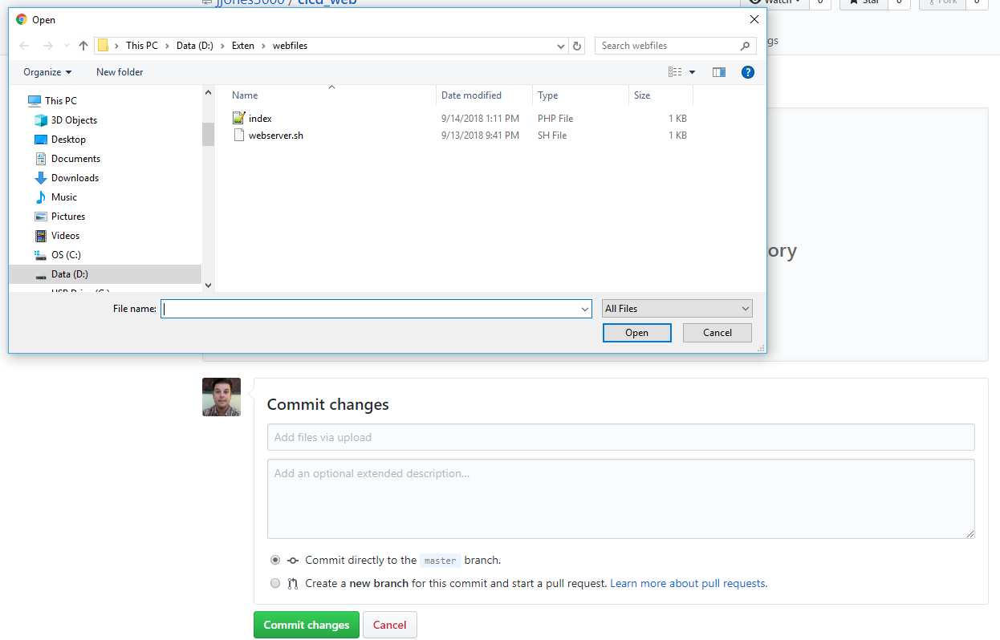 jjones3000 / cicd_web
Watch 0 Star 0 Fork 0
Open
This PC > Data (D:) > Exten > webfiles
Search webfiles
gs
Organize New folder
Name Date modified Type Size
index 9/14/2018 1:11 PM PHP File 1 KB
webserver.sh 9/13/2018 9:41 PM SH File 1 KB
This PC
3D Objects
Desktop
Documents
Downloads
Music
Pictures
Videos
OS (C:)
Data (D:)
ory
File name: All Files
Open Cancel
Commit changes
Add files via upload
Add an optional extended description...
Commit directly to the master branch.
Create a new branch for this commit and start a pull request. Learn more about pull requests.
Commit changes Cancel